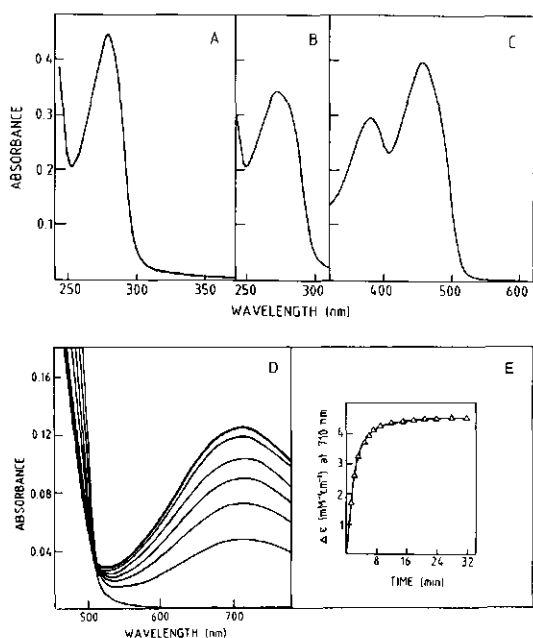 A
B
C
ABSORBANCE
0.4
0.3
0.2
0.1
250 300 350 250 300 400 500 600
WAVELENGTH (nm)
D
E
ABSORBANCE
0.16
0.12
0.08
0.04
500 600 700
WAVELENGTH (nm)
Δ ε (mM⁻¹cm⁻¹) at 710 nm
4
3
2
1
8 16 24 32
TIME (min)